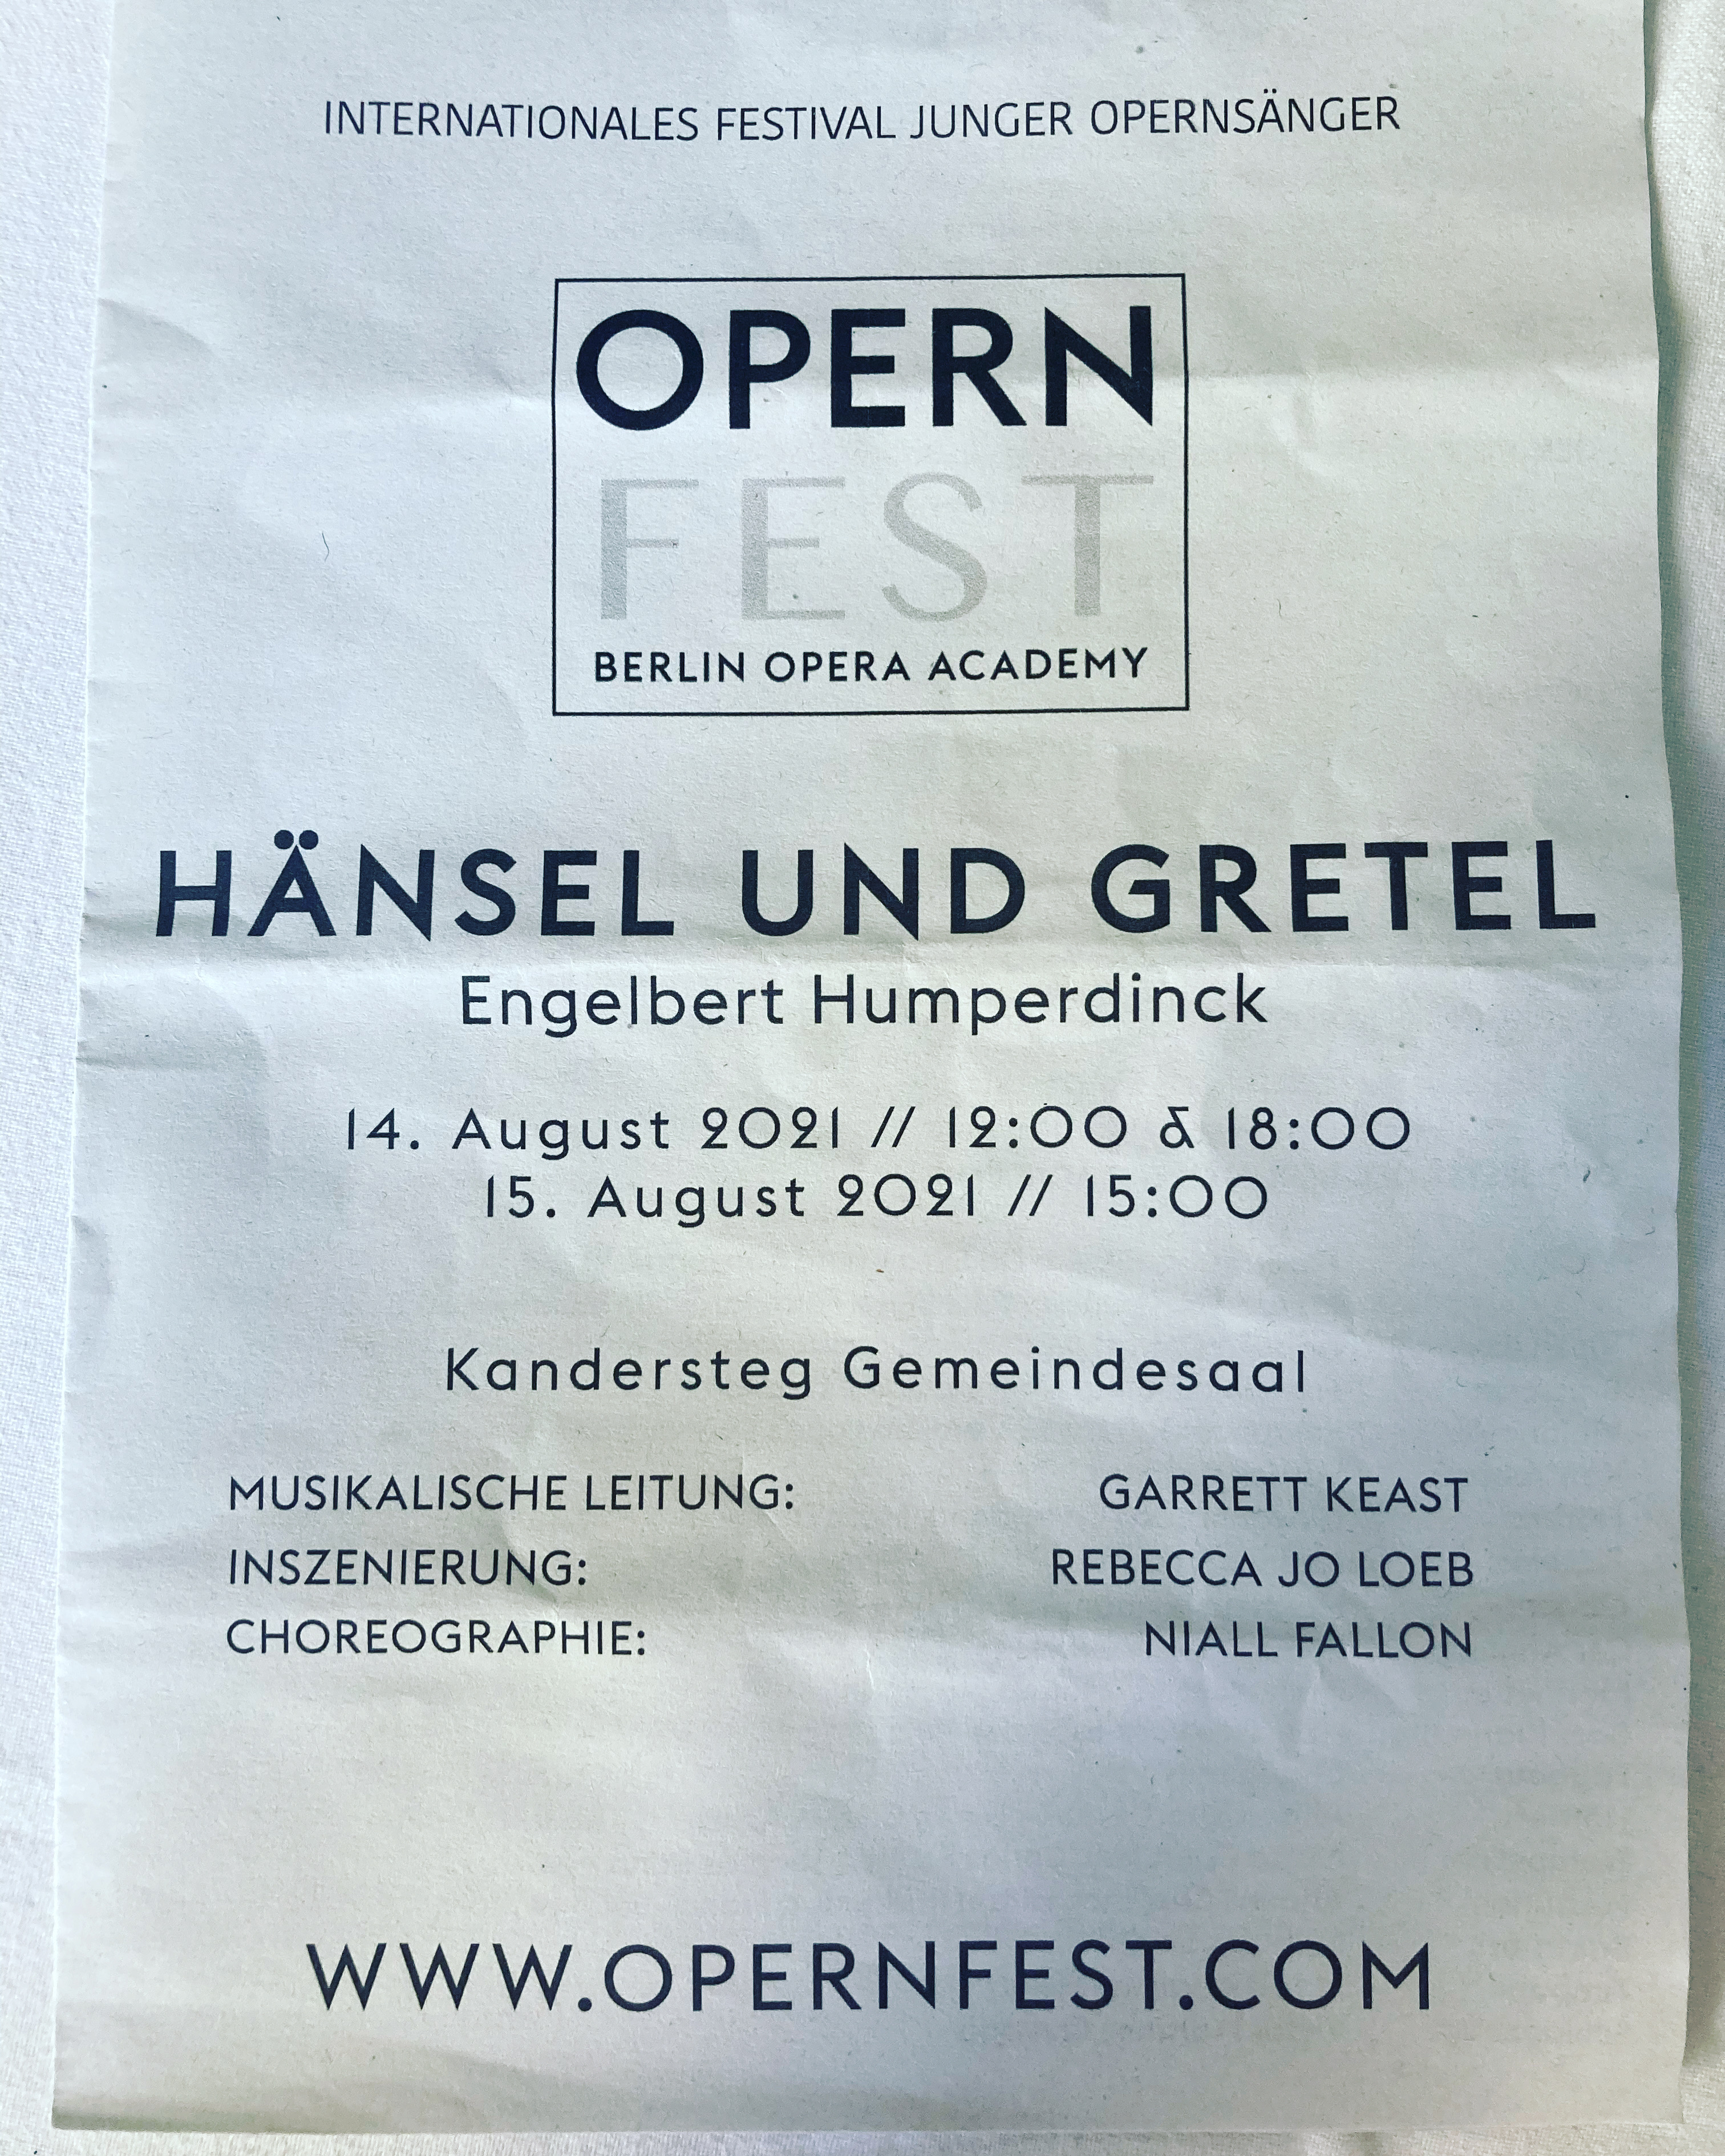 INTERNATIONALES FESTIVAL JUNGER OPERNSÄNGER
OPERN
FEST
BERLIN OPERA ACADEMY
HÄNSEL UND GRETEL
Engelbert Humperdinck
14. August 2021 // 12:00 & 18:00
15. August 2021 // 15:00
Kandersteg Gemeindesaal
MUSIKALISCHE LEITUNG: GARRETT KEAST
INSZENIERUNG: REBECCA JO LOEB
CHOREOGRAPHIE: NIALL FALLON
WWW.OPERNFEST.COM